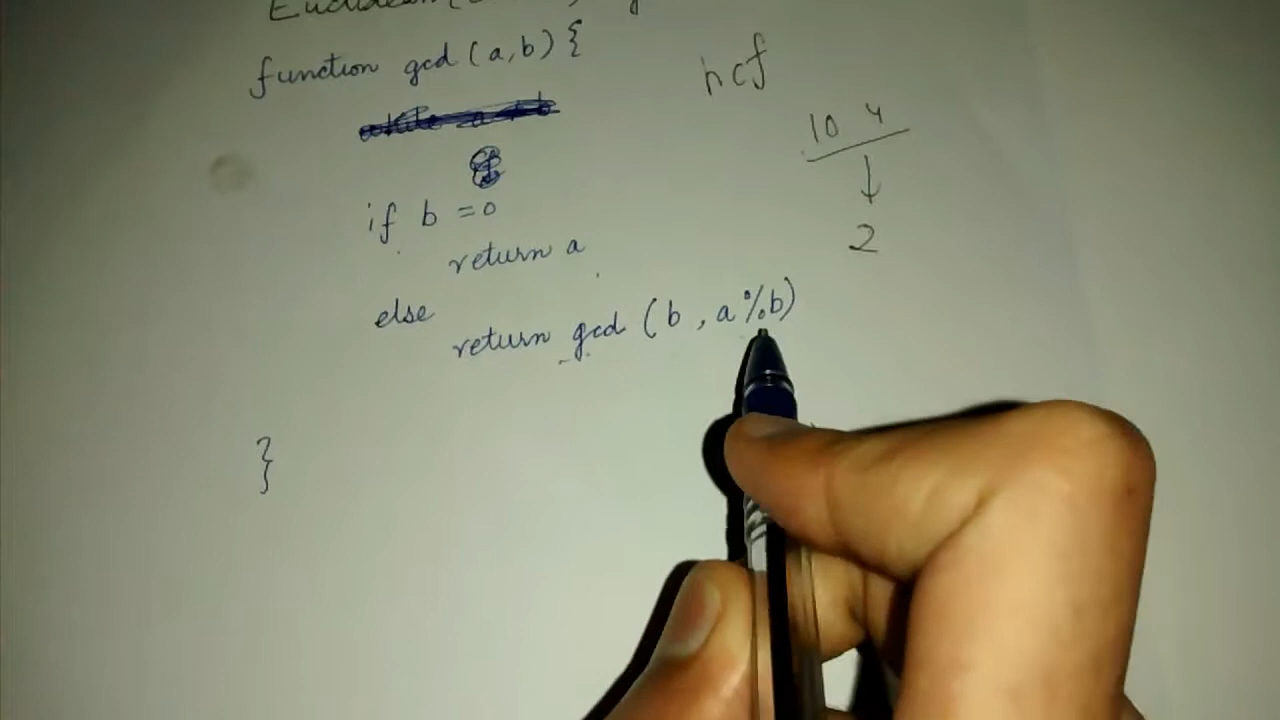 function gcd (a,b) {
if b =0
return a
else
return gcd (b , a%b)
}
hcf
10 4
↓
2